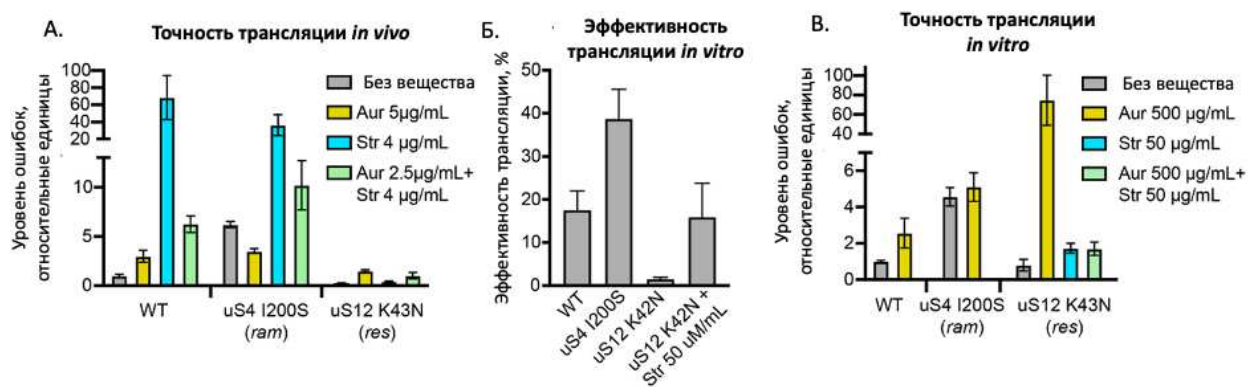 А.
Точность трансляции in vivo
Уровень ошибок,
относительные единицы
100
80
60
40
20
10
5
0
Без вещества
Aur 5µg/mL
Str 4 µg/mL
Aur 2.5µg/mL+
Str 4 µg/mL
WT
uS4 I200S
(ram)
uS12 K43N
(res)
Б.
Эффективность
трансляции in vitro
Эффективность трансляции, %
50
40
30
20
10
0
WT
uS4 I200S
uS12 K42N
uS12 K42N +
Str 50 uM/mL
В.
Точность трансляции
in vitro
Уровень ошибок,
относительные единицы
100
80
60
40
6
4
2
0
Без вещества
Aur 500 µg/mL
Str 50 µg/mL
Aur 500 µg/mL+
Str 50 µg/mL
WT
uS4 I200S
(ram)
uS12 K43N
(res)